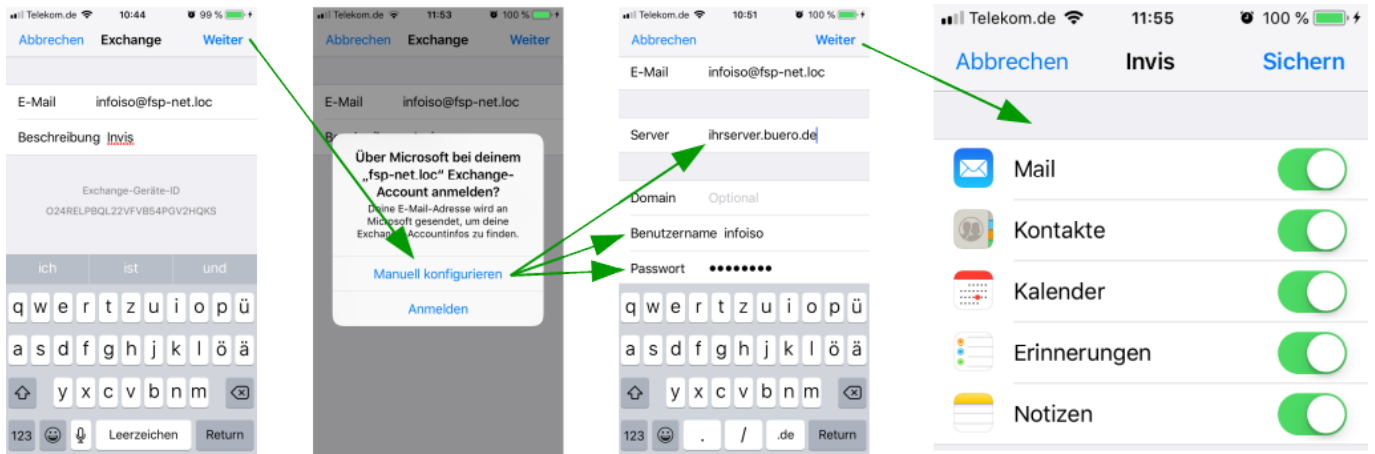 Telekom.de 10:44 99 %
Abbrechen Exchange Weiter
E-Mail infoiso@fsp-net.loc
Beschreibung Invis
Exchange-Geräte-ID
O24RELPBQL22VFVB54PGV2HQKS
ich ist und
q w e r t z u i o p ü
a s d f g h j k l ö ä
y x c v b n m
123 Leerzeichen Return
Telekom.de 11:53 100 %
Abbrechen Exchange Weiter
E-Mail infoiso@fsp-net.loc
Über Microsoft bei deinem
„fsp-net.loc“ Exchange-
Account anmelden?
Deine E-Mail-Adresse wird an
Microsoft gesendet, um deine
Exchange-Accountinfos zu finden.
Manuell konfigurieren
Anmelden
Telekom.de 10:51 100 %
Abbrechen Weiter
E-Mail infoiso@fsp-net.loc
Server ihrserver.buero.de
Domain Optional
Benutzername infoiso
Passwort ••••••••
q w e r t z u i o p ü
a s d f g h j k l ö ä
y x c v b n m
123 . / .de Return
Telekom.de 11:55 100 %
Abbrechen Invis Sichern
Mail
Kontakte
Kalender
Erinnerungen
Notizen